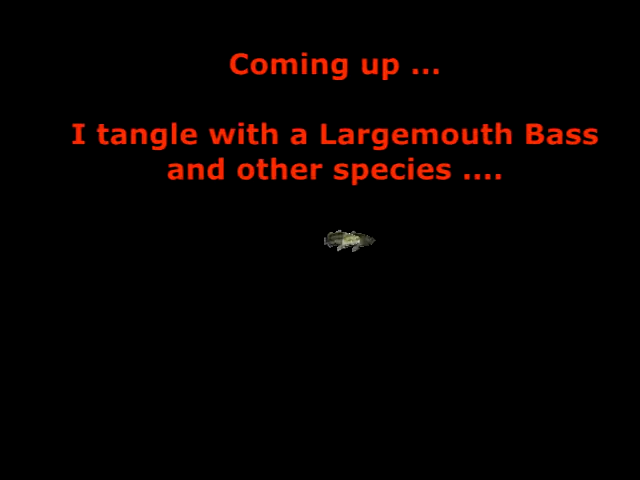 Coming up ...
I tangle with a Largemouth Bass
and other species ....